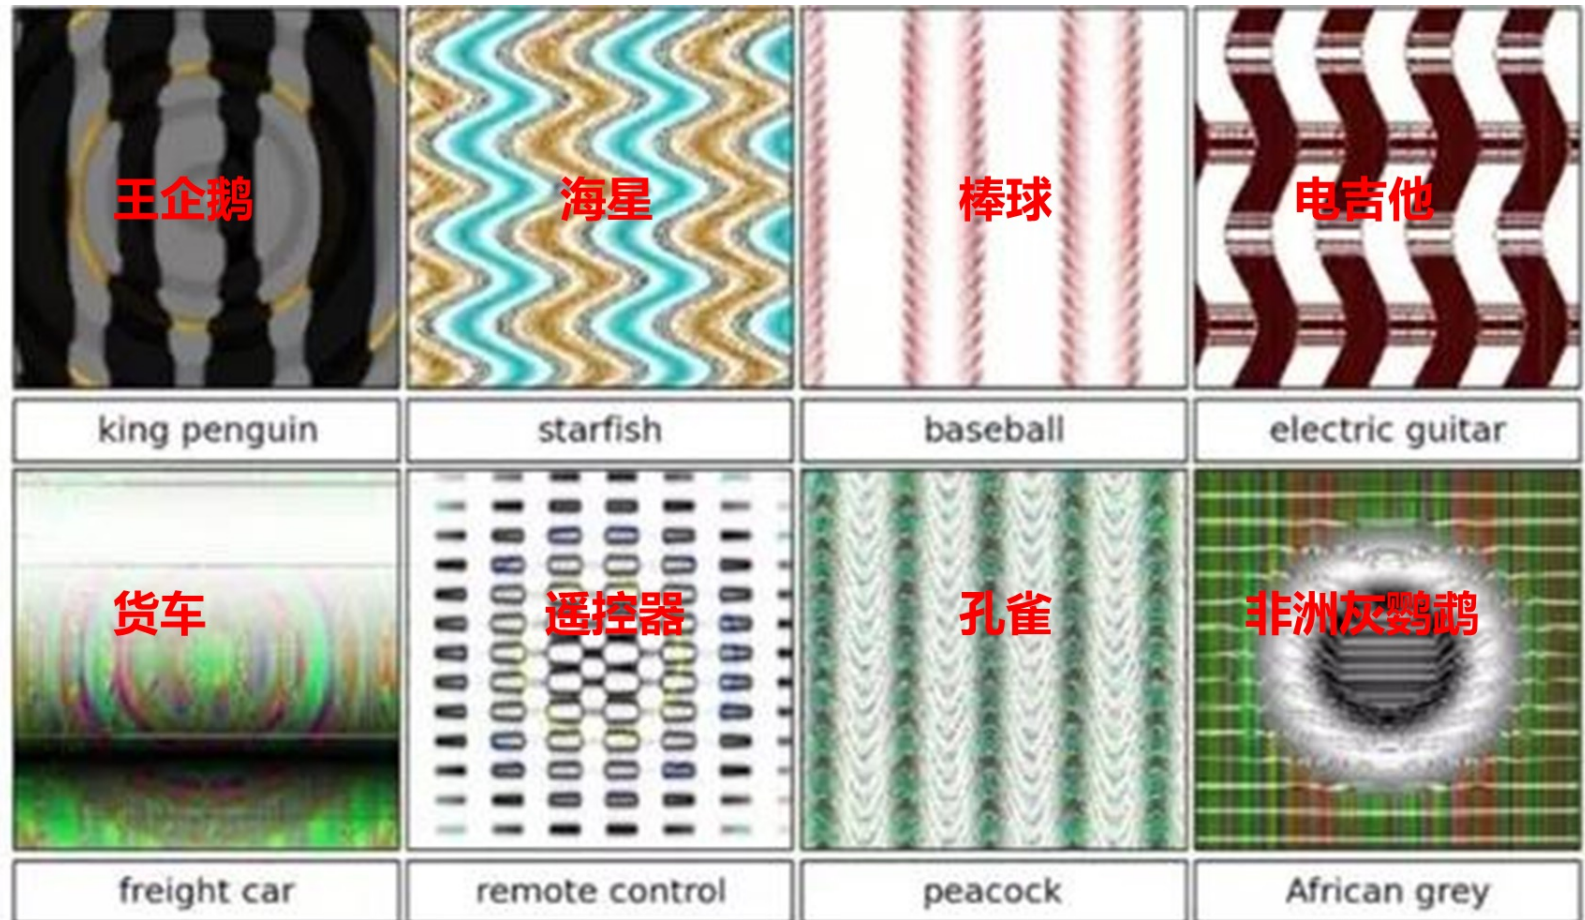 王企鹅
海星
棒球
电吉他
king penguin
starfish
baseball
electric guitar
货车
遥控器
孔雀
非洲灰鹦鹉
freight car
remote control
peacock
African grey